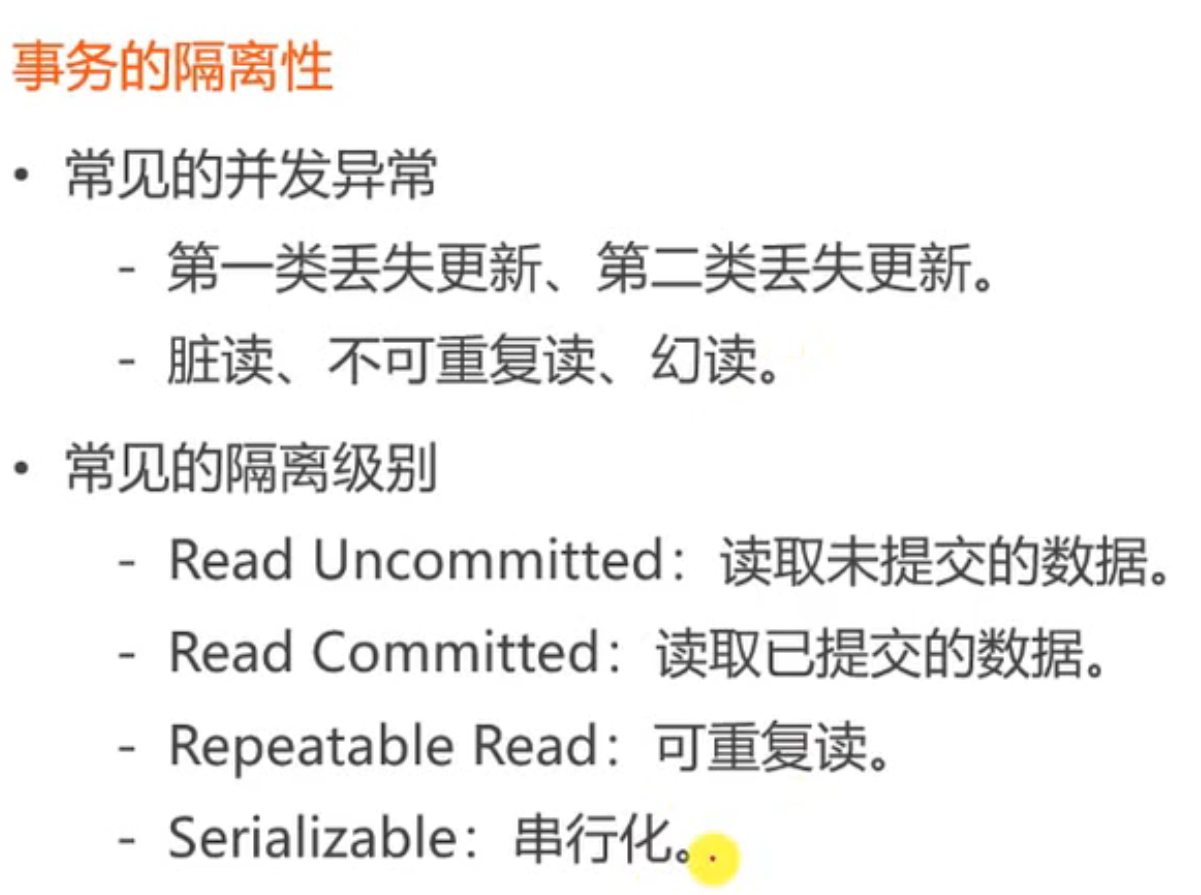 事务的隔离性
• 常见的并发异常
- 第一类丢失更新、第二类丢失更新。
- 脏读、不可重复读、幻读。
• 常见的隔离级别
- Read Uncommitted：读取未提交的数据。
- Read Committed：读取已提交的数据。
- Repeatable Read：可重复读。
- Serializable：串行化。